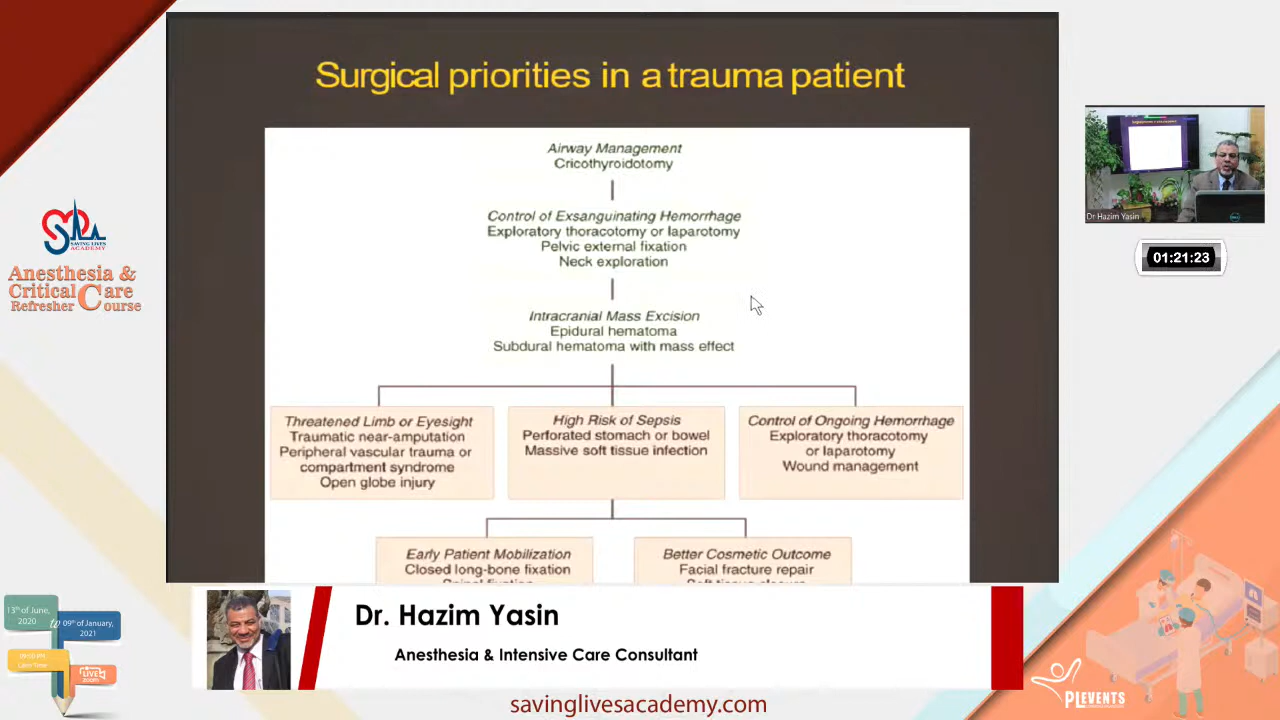 Surgical priorities in a trauma patient
Airway Management
Cricothyroidotomy
Control of Exsanguinating Hemorrhage
Exploratory thoracotomy or laparotomy
Pelvic external fixation
Neck exploration
Intracranial Mass Excision
Epidural hematoma
Subdural hematoma with mass effect
Threatened Limb or Eyesight
Traumatic near-amputation
Peripheral vascular trauma or
compartment syndrome
Open globe injury
High Risk of Sepsis
Perforated stomach or bowel
Massive soft tissue infection
Control of Ongoing Hemorrhage
Exploratory thoracotomy
or laparotomy
Wound management
Early Patient Mobilization
Closed long-bone fixation
Better Cosmetic Outcome
Facial fracture repair
SAVING LIVES
ACADEMY
Anesthesia &
Critical Care
Refresher Course
Dr Hazim Yasin
01:21:23
13th of June,
2020
to
09th of January,
2021
LIVE
Dr. Hazim Yasin
Anesthesia & Intensive Care Consultant
savinglivesacademy.com
PLEVENTS